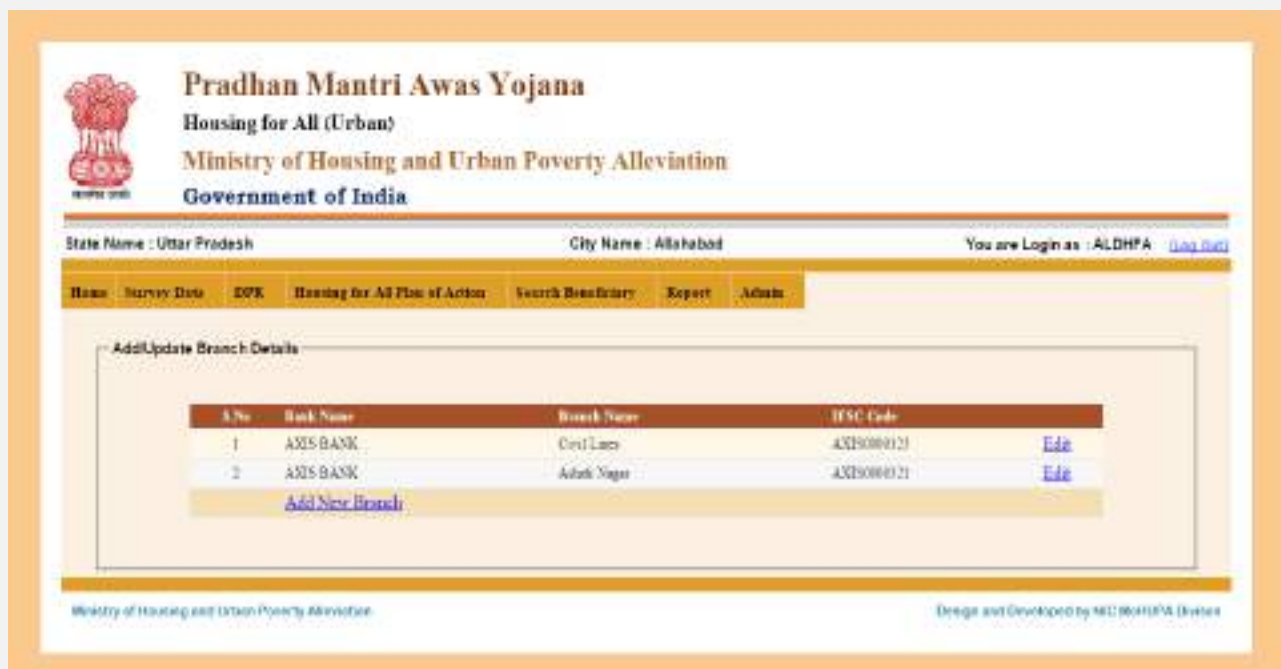 Pradhan Mantri Awas Yojana
Housing for All (Urban)
Ministry of Housing and Urban Poverty Alleviation
Government of India
State Name : Uttar Pradesh City Name : Allahabad You are Login as : ALDHFA (Log Out)
Home Survey Data DPR Housing for All Plan of Action Search Beneficiary Report Admin
Add/Update Branch Details
S.No Bank Name Branch Name IFSC Code
1 AXIS BANK Civil Lines Edit
2 AXIS BANK Ashok Nagar Edit
Add New Branch
Ministry of Housing and Urban Poverty Alleviation Design and Developed by NIC MoHUPA Division